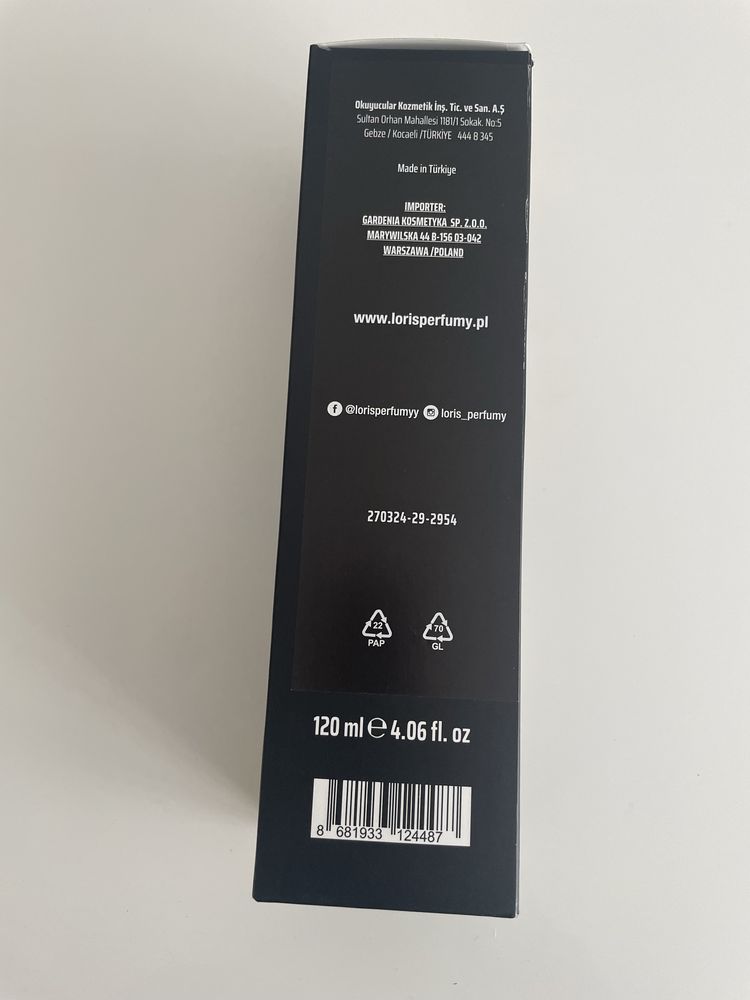 Okuyucular Kozmetik İnş. Tic. ve San. A.Ş
Sultan Orhan Mahallesi 1181/1 Sokak. No:5
Gebze / Kocaeli /TÜRKİYE 444 8 345
Made in Türkiye
IMPORTER:
GARDENIA KOSMETYKA SP. Z.O.O.
MARYWILSKA 44 B-156 03-042
WARSZAWA /POLAND
www.lorisperfumy.pl
@lorisperfumyy loris_perfumy
270324-29-2954
22 70
PAP GL
120 ml ℮ 4.06 fl. oz
8 681933 124487